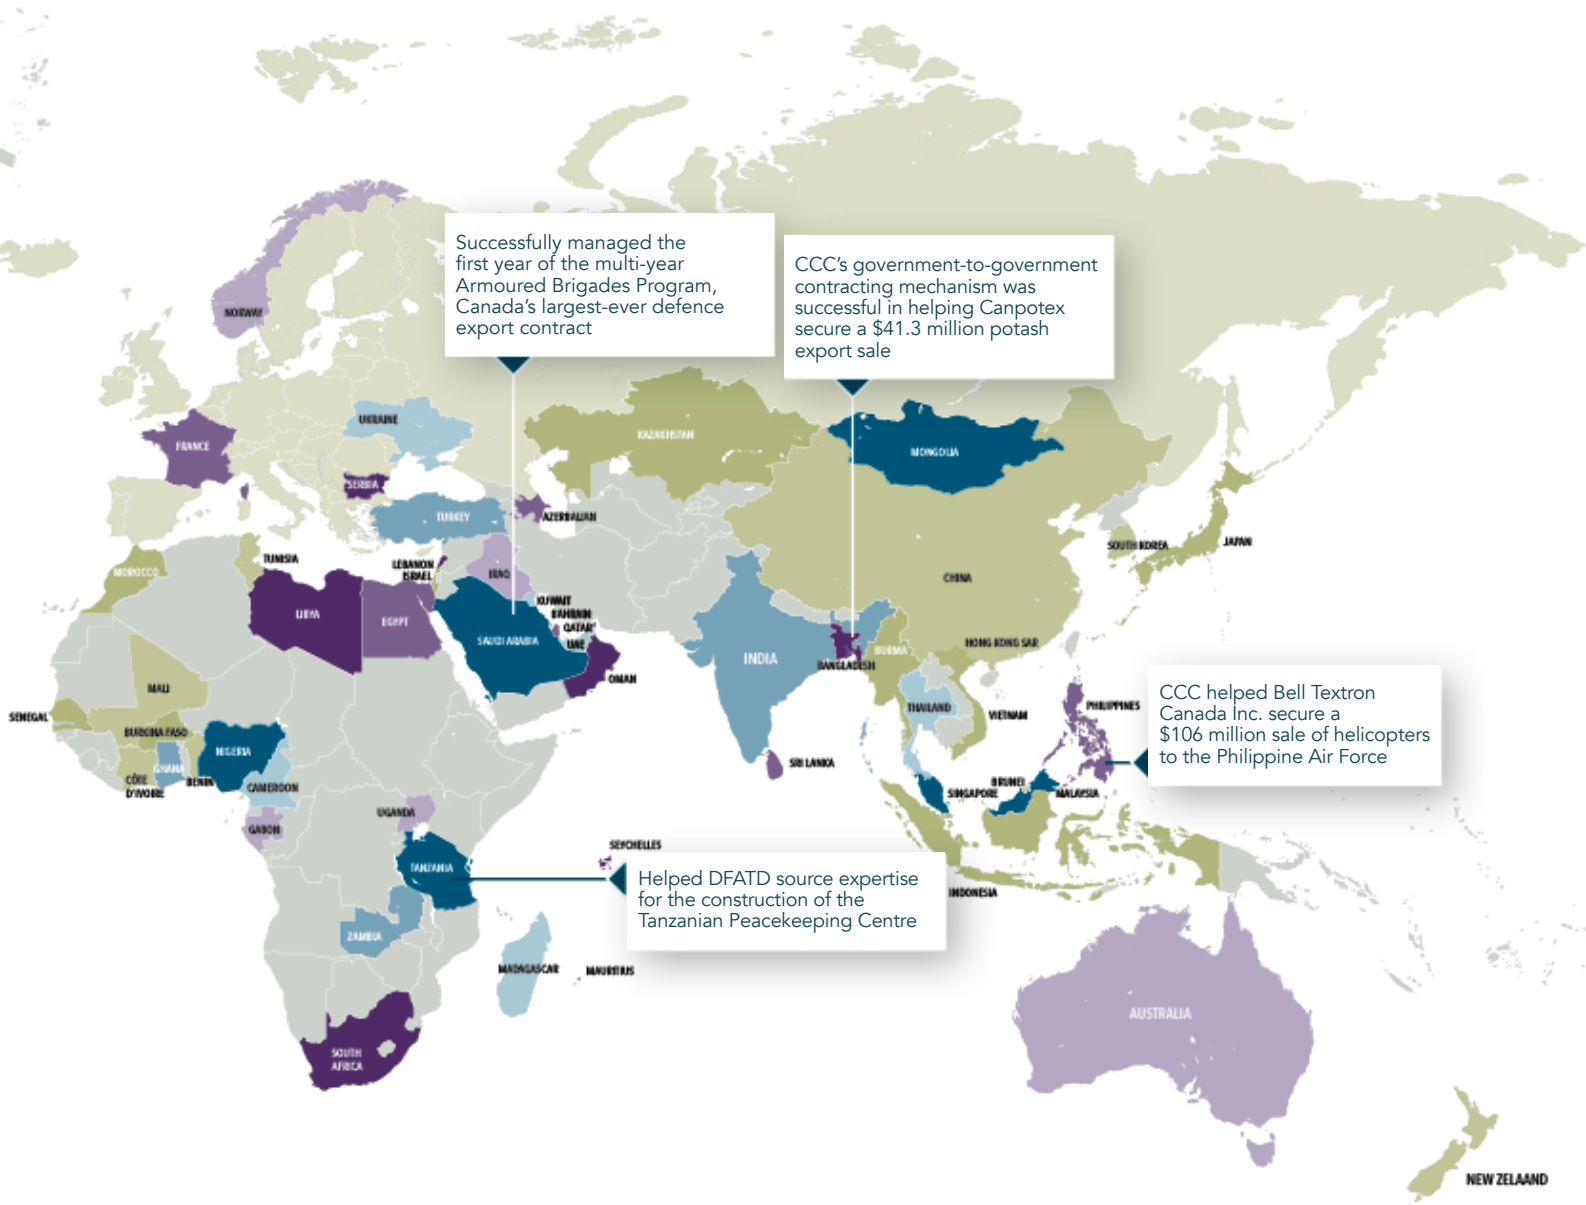 Successfully managed the
first year of the multi-year
Armoured Brigades Program,
Canada's largest-ever defence
export contract
CCC's government-to-government
contracting mechanism was
successful in helping Canpotex
secure a $41.3 million potash
export sale
NORWAY
UKRAINE
FRANCE
KAZAKHSTAN
MONGOLIA
SERBIA
TURKEY
AZERBAIJAN
SOUTH KOREA
JAPAN
TUNISIA
LEBANON
ISRAEL
MOROCCO
IRAQ
CHINA
KUWAIT
BAHRAIN
QATAR
UAE
LIBYA
EGYPT
SAUDI ARABIA
HONG KONG SAR
BURMA
INDIA
BANGLADESH
OMAN
MALI
SENEGAL
THAILAND
VIETNAM
PHILIPPINES
CCC helped Bell Textron
Canada Inc. secure a
$106 million sale of helicopters
to the Philippine Air Force
BURKINA FASO
NIGERIA
GHANA
SRI LANKA
CÔTE
D'IVOIRE
BENIN
CAMEROON
BRUNEI
SINGAPORE
MALAYSIA
UGANDA
GABON
SEYCHELLES
TANZANIA
Helped DFATD source expertise
for the construction of the
Tanzanian Peacekeeping Centre
INDONESIA
ZAMBIA
MADAGASCAR
MAURITIUS
AUSTRALIA
SOUTH
AFRICA
NEW ZELAAND